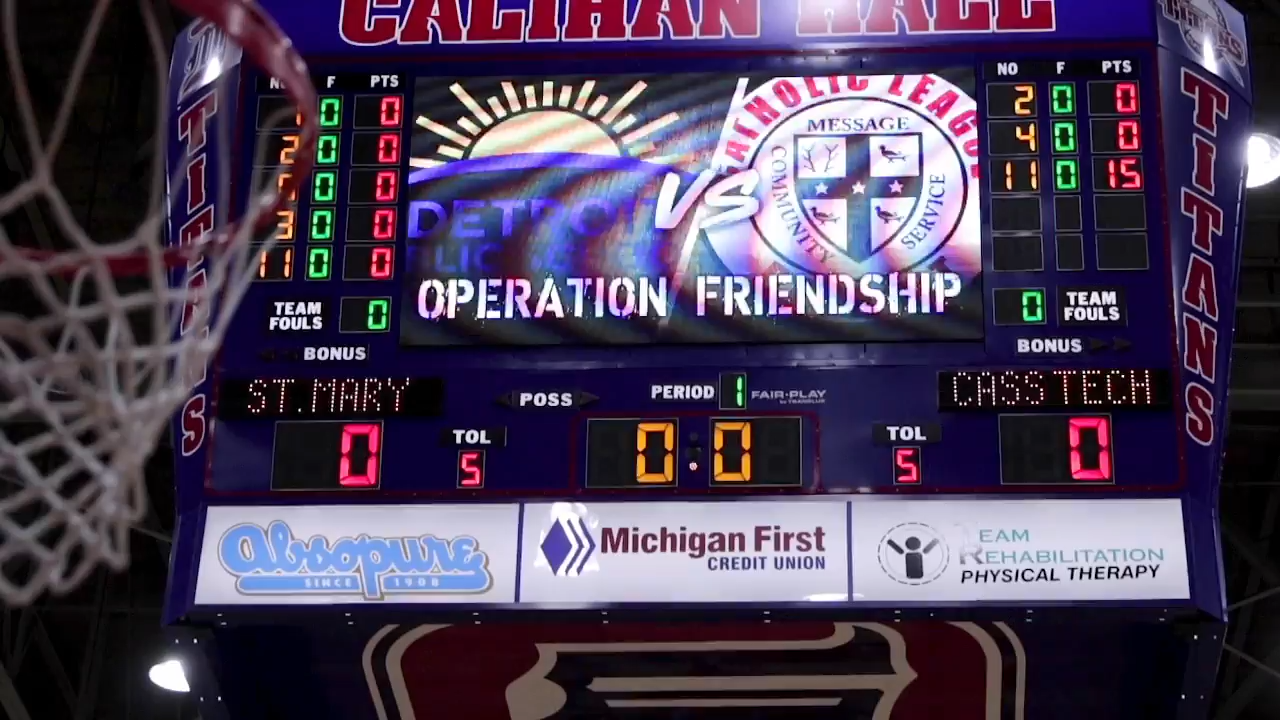 CALIHAN HALL
TITANS
TITANS
TITANS
F PTS
0 0
2 0 0
0 0
3 0 0
11 0 0
TEAM FOULS 0
BONUS
NO F PTS
2 0 0
4 0 0
11 0 15
0 TEAM FOULS
BONUS
CATHOLIC LEAGUE
MESSAGE
COMMUNITY
SERVICE
VS
DETROIT
OPERATION FRIENDSHIP
ST.MARY
POSS
PERIOD 1
FAIR-PLAY
CASS TECH
0
TOL
5
0:0
TOL
5
0
Absopure
SINCE 1908
Michigan First
CREDIT UNION
TEAM
REHABILITATION
PHYSICAL THERAPY